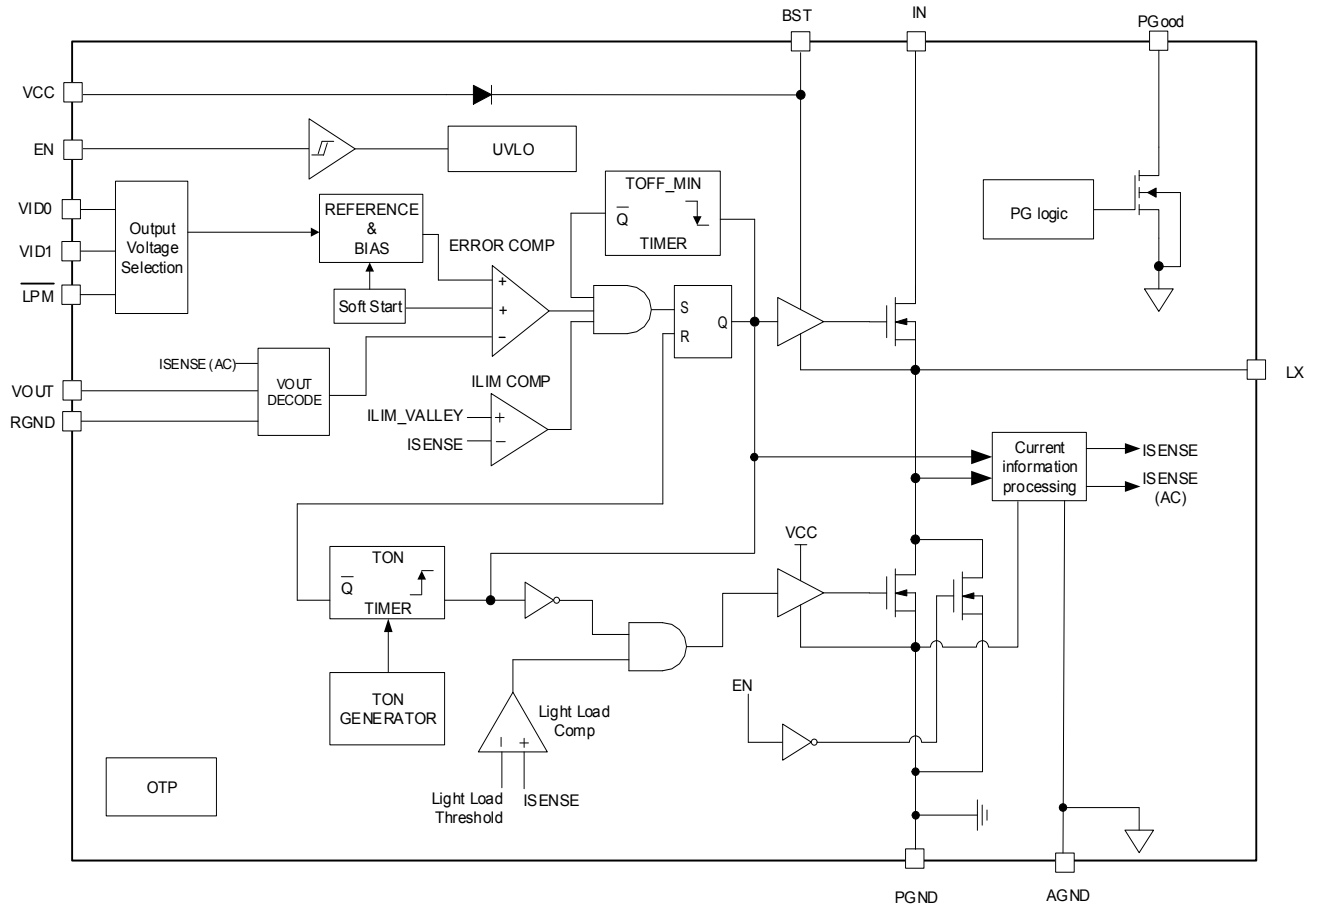 BST
IN
PGood
VCC
EN
UVLO
VID0
VID1
LPM
Output
Voltage
Selection
REFERENCE
&
BIAS
Soft Start
ERROR COMP
+
+
−
TOFF_MIN
Q
TIMER
S
R
Q
PG logic
LX
ISENSE (AC)
VOUT
RGND
VOUT
DECODE
ILIM COMP
ILIM_VALLEY
+
ISENSE
−
Current
information
processing
ISENSE
ISENSE
(AC)
TON
Q
TIMER
TON
GENERATOR
VCC
EN
Light Load
Comp
− +
Light Load
Threshold
ISENSE
OTP
PGND
AGND